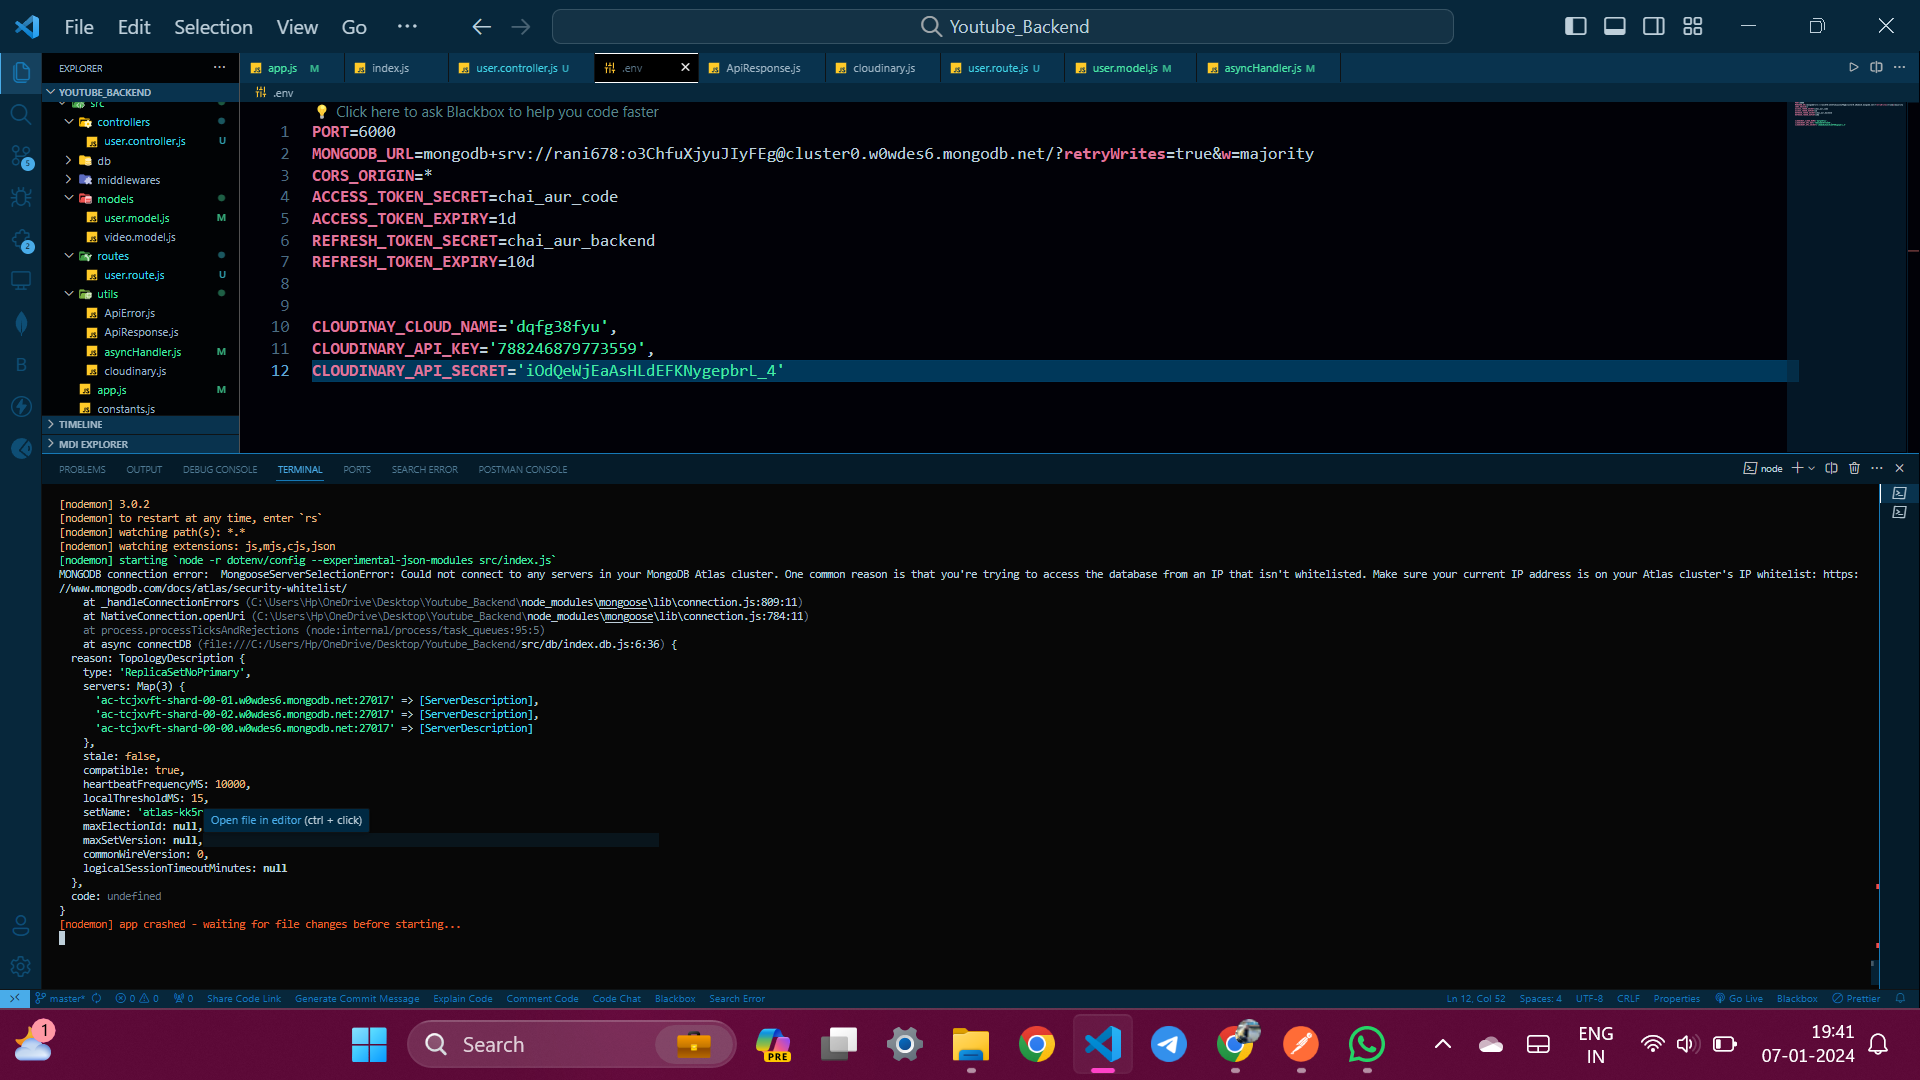 File Edit Selection View Go ··· Youtube_Backend
EXPLORER ···
YOUTUBE_BACKEND
src
controllers
user.controller.js U
db
middlewares
models
user.model.js M
video.model.js
routes
user.route.js U
utils
ApiError.js
ApiResponse.js
asyncHandler.js M
cloudinary.js
app.js M
constants.js
TIMELINE
MDI EXPLORER
5
2
app.js M index.js user.controller.js U .env ApiResponse.js cloudinary.js user.route.js U user.model.js M asyncHandler.js M
.env
Click here to ask Blackbox to help you code faster
1 PORT=6000
2 MONGODB_URL=mongodb+srv://rani678:o3ChfuXjyuJIyFEg@cluster0.w0wdes6.mongodb.net/?retryWrites=true&w=majority
3 CORS_ORIGIN=*
4 ACCESS_TOKEN_SECRET=chai_aur_code
5 ACCESS_TOKEN_EXPIRY=1d
6 REFRESH_TOKEN_SECRET=chai_aur_backend
7 REFRESH_TOKEN_EXPIRY=10d
8
9
10 CLOUDINAY_CLOUD_NAME='dqfg38fyu',
11 CLOUDINARY_API_KEY='788246879773559',
12 CLOUDINARY_API_SECRET='iOdQeWjEaAsHLdEFKNygepbrL_4'
PROBLEMS OUTPUT DEBUG CONSOLE TERMINAL PORTS SEARCH ERROR POSTMAN CONSOLE node
[nodemon] 3.0.2
[nodemon] to restart at any time, enter `rs`
[nodemon] watching path(s): *.*
[nodemon] watching extensions: js,mjs,cjs,json
[nodemon] starting `node -r dotenv/config --experimental-json-modules src/index.js`
MONGODB connection error:  MongooseServerSelectionError: Could not connect to any servers in your MongoDB Atlas cluster. One common reason is that you're trying to access the database from an IP that isn't whitelisted. Make sure your current IP address is on your Atlas cluster's IP whitelist: https:
//www.mongodb.com/docs/atlas/security-whitelist/
at _handleConnectionErrors (C:\Users\Hp\OneDrive\Desktop\Youtube_Backend\node_modules\mongoose\lib\connection.js:809:11)
at NativeConnection.openUri (C:\Users\Hp\OneDrive\Desktop\Youtube_Backend\node_modules\mongoose\lib\connection.js:784:11)
at process.processTicksAndRejections (node:internal/process/task_queues:95:5)
at async connectDB (file:///C:/Users/Hp/OneDrive/Desktop/Youtube_Backend/src/db/index.db.js:6:36) {
reason: TopologyDescription {
type: 'ReplicaSetNoPrimary',
servers: Map(3) {
'ac-tcjxvft-shard-00-01.w0wdes6.mongodb.net:27017' => [ServerDescription],
'ac-tcjxvft-shard-00-02.w0wdes6.mongodb.net:27017' => [ServerDescription],
'ac-tcjxvft-shard-00-00.w0wdes6.mongodb.net:27017' => [ServerDescription]
},
stale: false,
compatible: true,
heartbeatFrequencyMS: 10000,
localThresholdMS: 15,
setName: 'atlas-kk5r
Open file in editor (ctrl + click)
maxElectionId: null,
maxSetVersion: null,
commonWireVersion: 0,
logicalSessionTimeoutMinutes: null
},
code: undefined
}
[nodemon] app crashed - waiting for file changes before starting...
master* 0 0 0 Share Code Link Generate Commit Message Explain Code Comment Code Code Chat Blackbox Search Error Ln 12, Col 52 Spaces: 4 UTF-8 CRLF Properties Go Live Blackbox Prettier
1 Search PRE ENG 19:41
IN 07-01-2024